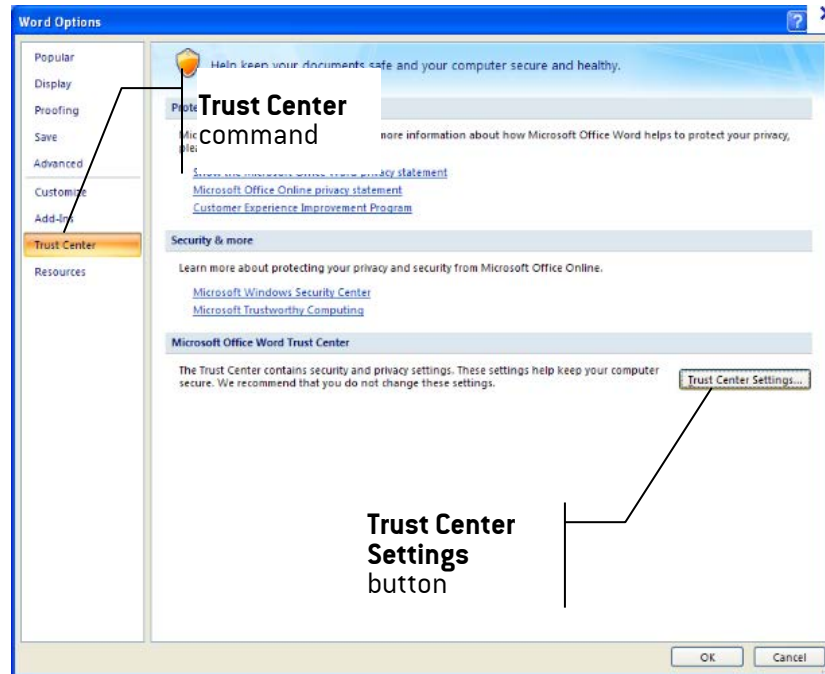 Word Options
Popular
Display
Proofing
Save
Advanced
Customize
Add-Ins
Trust Center
Resources
Help keep your documents safe and your computer secure and healthy.
Trust Center
command
more information about how Microsoft Office Word helps to protect your privacy,
privacy statement
Microsoft Office Online privacy statement
Customer Experience Improvement Program
Security & more
Learn more about protecting your privacy and security from Microsoft Office Online.
Microsoft Windows Security Center
Microsoft Trustworthy Computing
Microsoft Office Word Trust Center
The Trust Center contains security and privacy settings. These settings help keep your computer
secure. We recommend that you do not change these settings.
Trust Center Settings...
Trust Center
Settings
button
OK
Cancel